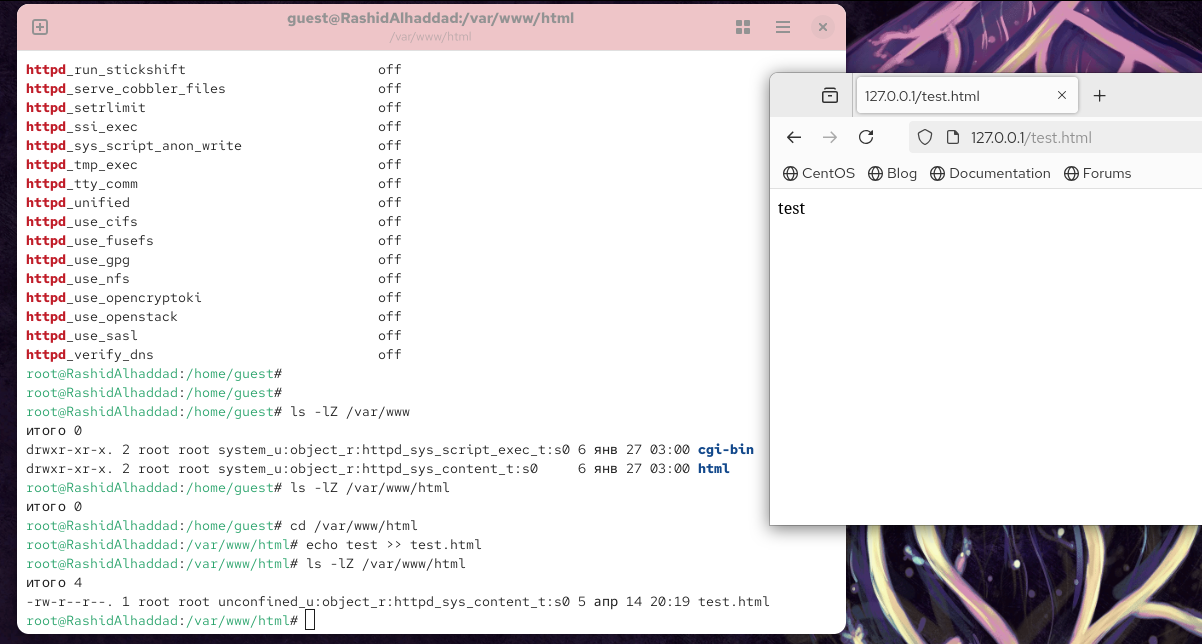 guest@RashidAlhaddad:/var/www/html
/var/www/html
httpd_run_stickshift off
httpd_serve_cobbler_files off
httpd_setrlimit off
httpd_ssi_exec off
httpd_sys_script_anon_write off
httpd_tmp_exec off
httpd_tty_comm off
httpd_unified off
httpd_use_cifs off
httpd_use_fusefs off
httpd_use_gpg off
httpd_use_nfs off
httpd_use_opencryptoki off
httpd_use_openstack off
httpd_use_sasl off
httpd_verify_dns off
root@RashidAlhaddad:/home/guest#
root@RashidAlhaddad:/home/guest#
root@RashidAlhaddad:/home/guest# ls -lZ /var/www
итого 0
drwxr-xr-x. 2 root root system_u:object_r:httpd_sys_script_exec_t:s0 6 янв 27 03:00 cgi-bin
drwxr-xr-x. 2 root root system_u:object_r:httpd_sys_content_t:s0 6 янв 27 03:00 html
root@RashidAlhaddad:/home/guest# ls -lZ /var/www/html
итого 0
root@RashidAlhaddad:/home/guest# cd /var/www/html
root@RashidAlhaddad:/var/www/html# echo test >> test.html
root@RashidAlhaddad:/var/www/html# ls -lZ /var/www/html
итого 4
-rw-r--r--. 1 root root unconfined_u:object_r:httpd_sys_content_t:s0 5 апр 14 20:19 test.html
root@RashidAlhaddad:/var/www/html#
127.0.0.1/test.html
127.0.0.1/test.html
CentOS Blog Documentation Forums
test